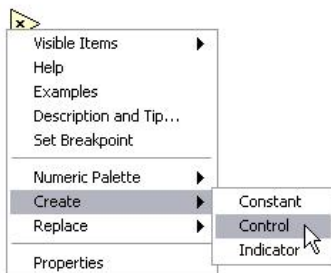 x
Visible Items
Help
Examples
Description and Tip...
Set Breakpoint
Numeric Palette
Create
Replace
Properties
Constant
Control
Indicator